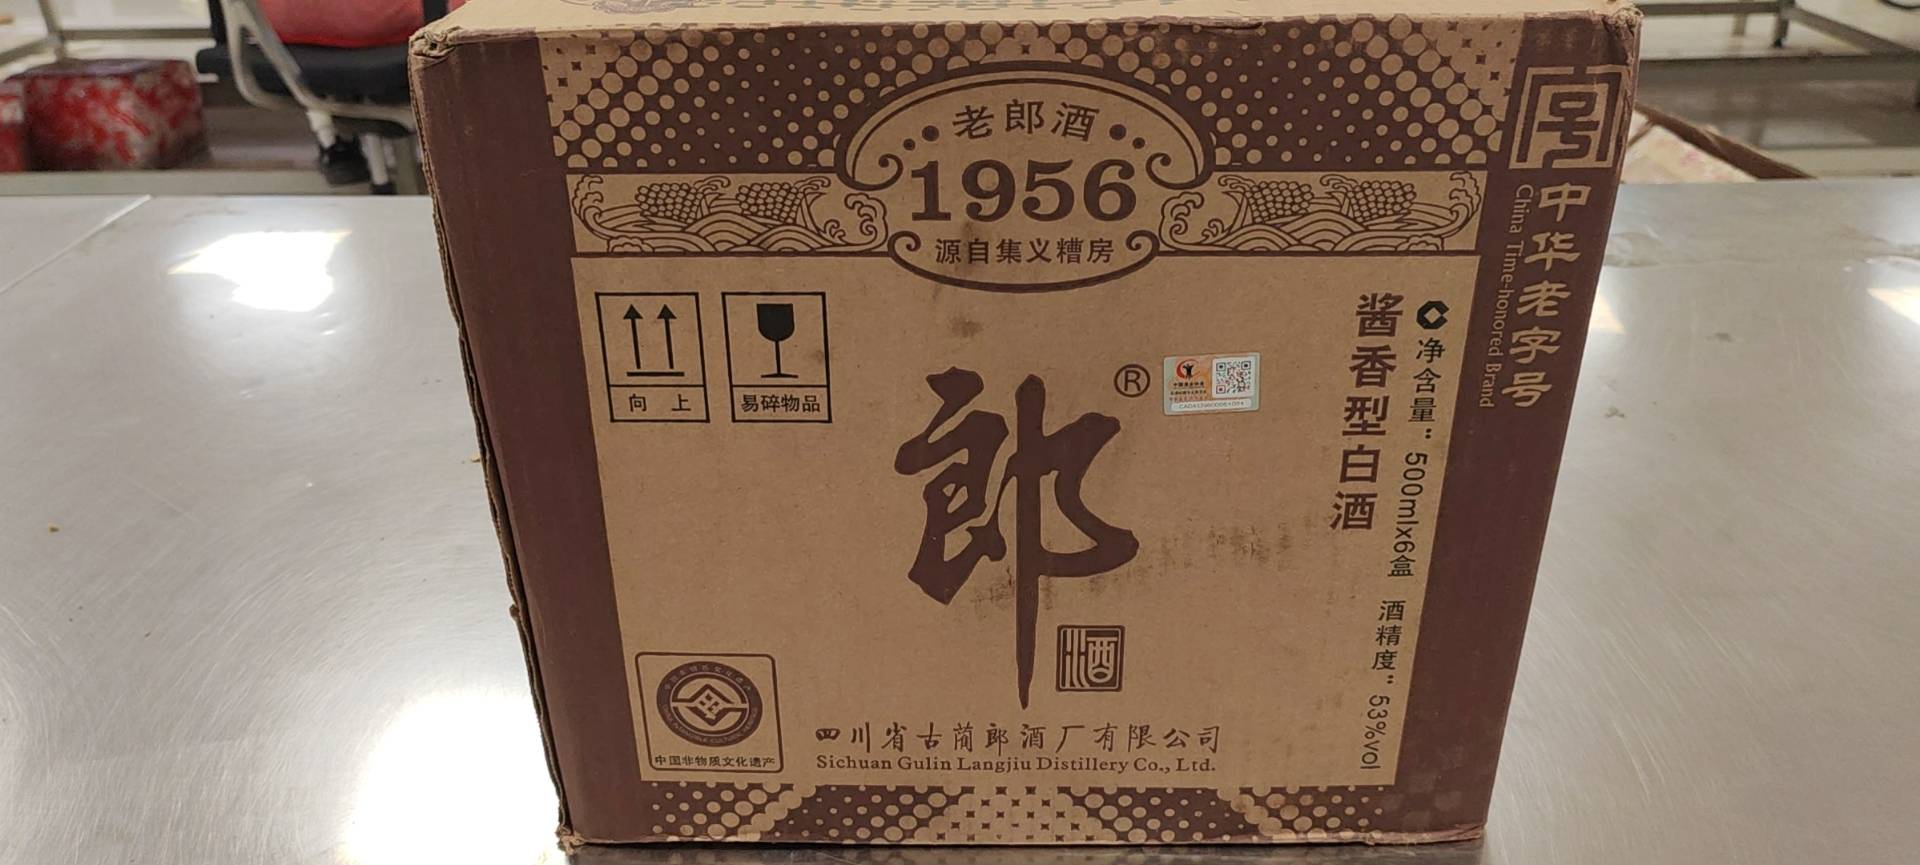 老郎酒
1956
源自集义糟房
中华老字号
China Time-honored Brand
向上
易碎物品
郎
®
酒
酱香型白酒
净含量：500mlx6盒 酒精度：53%vol
中国非物质文化遗产
四川省古蔺郎酒厂有限公司
Sichuan Gulin Langjiu Distillery Co., Ltd.